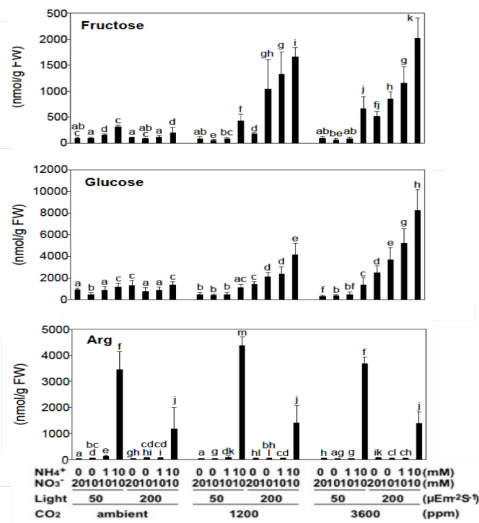 Fructose
500
200
150
100
500
0
(nmol/g FW)
ab c a d c a ab c a d
ab e bc f d gh g i
ab be ab j fj h g k
Glucose
12000
10000
8000
6000
4000
2000
0
(nmol/g FW)
a b a c c a a c
b b b ac c d d e
f b bf c d e g h
Arg
5000
4000
3000
2000
1000
0
(nmol/g FW)
a bc e f gh cd hi cd i j
a g dk m hl bh l cd j
h ag g f ik cl ch j
NH4⁺ 0 0 1 10 0 0 1 10 0 0 1 10 0 0 1 10 0 0 1 10 0 0 1 10 (mM)
NO3⁻ 20 10 10 10 20 10 10 10 20 10 10 10 20 10 10 10 20 10 10 10 20 10 10 10 (mM)
Light 50 200 50 200 50 200 (μEm⁻²S⁻¹)
CO2 ambient 1200 3600 (ppm)